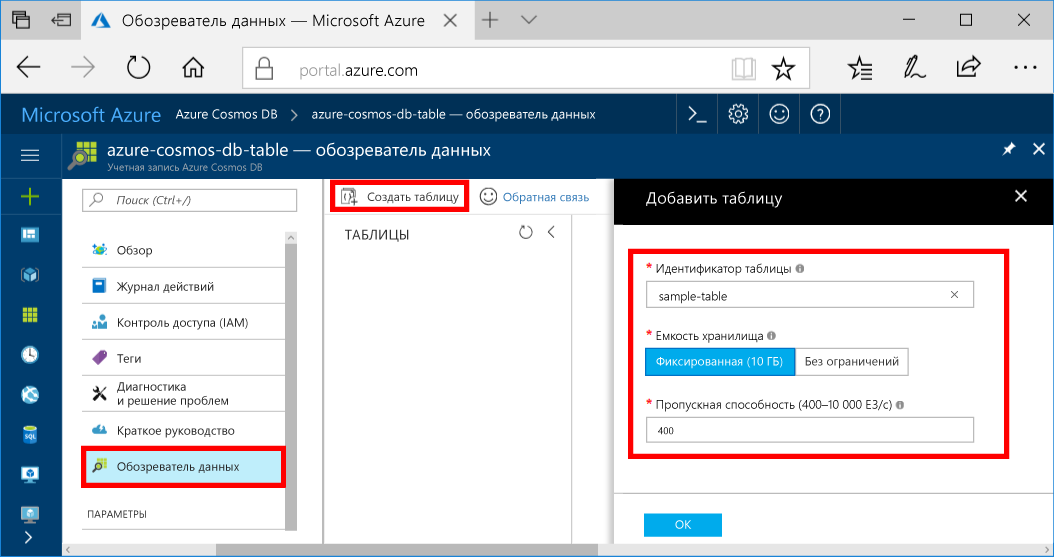 Обозреватель данных — Microsoft Azure
portal.azure.com
Microsoft Azure Azure Cosmos DB > azure-cosmos-db-table — обозреватель данных
azure-cosmos-db-table — обозреватель данных
Учетная запись Azure Cosmos DB
Поиск (Ctrl+/)
Обзор
Журнал действий
Контроль доступа (IAM)
Теги
Диагностика
и решение проблем
Краткое руководство
Обозреватель данных
ПАРАМЕТРЫ
Создать таблицу
Обратная связь
ТАБЛИЦЫ
Добавить таблицу
* Идентификатор таблицы
sample-table
* Емкость хранилища
Фиксированная (10 ГБ) Без ограничений
* Пропускная способность (400–10 000 ЕЗ/с)
400
ОК
SQL